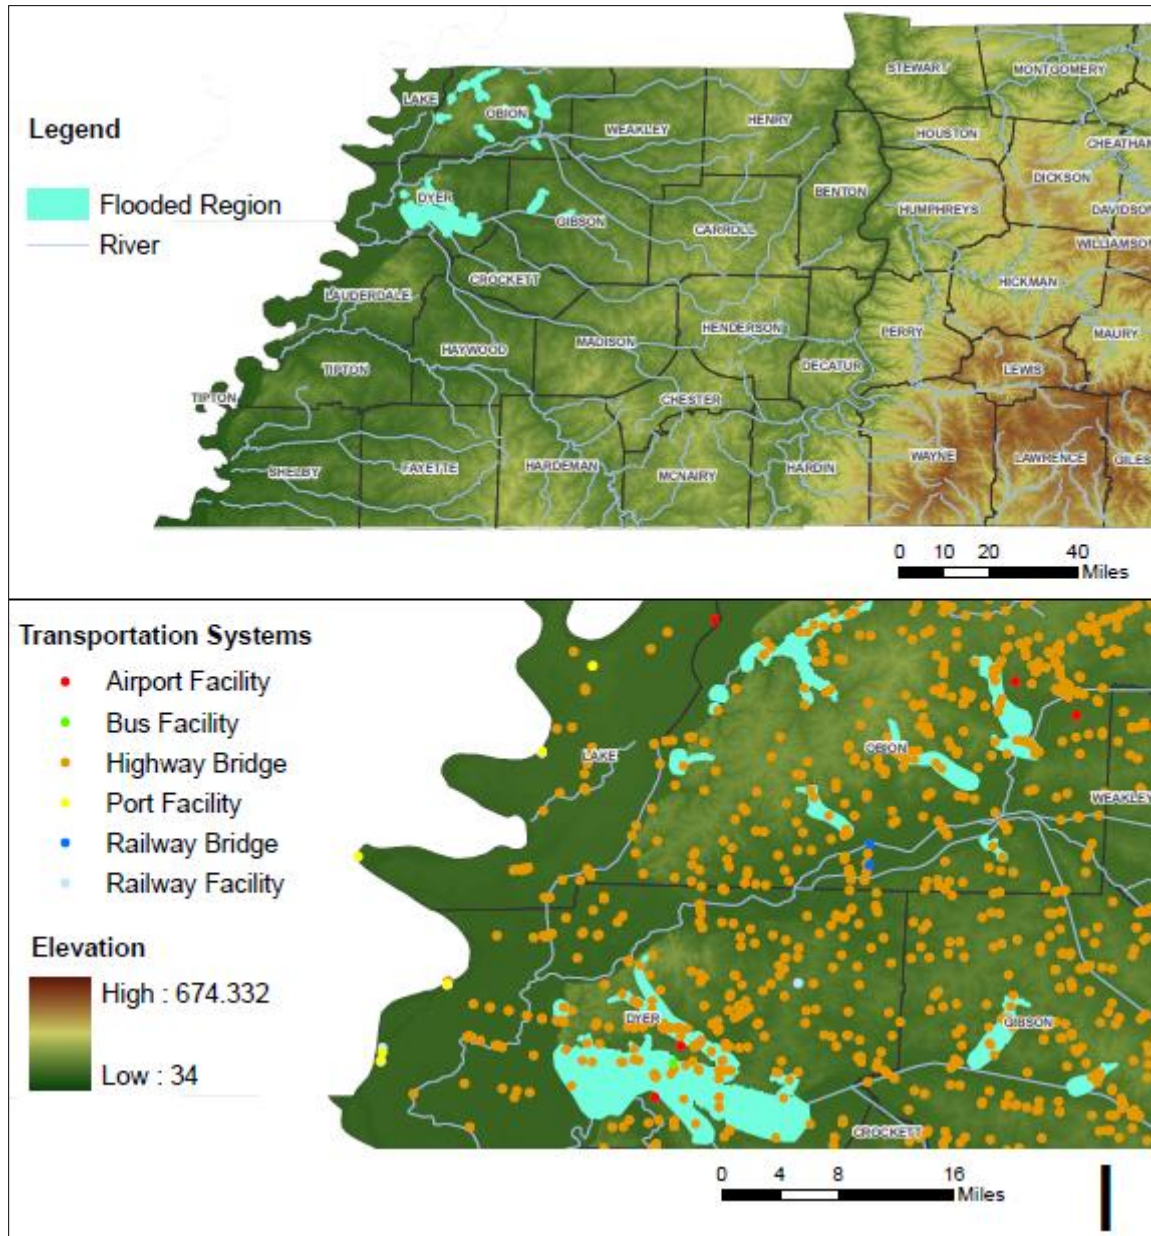 STEWART
MONTGOMERY
LAKE
OBION
Legend
WEAKLEY
HENRY
HOUSTON
CHEATHAM
DICKSON
Flooded Region
DYER
BENTON
HUMPHREYS
DAVIDSON
River
GIBSON
CARROLL
WILLIAMSON
CROCKETT
HICKMAN
LAUDERDALE
HENDERSON
PERRY
MAURY
HAYWOOD
MADISON
DECATUR
LEWIS
TIPTON
TIPTON
CHESTER
SHELBY
FAYETTE
HARDEMAN
MCNAIRY
HARDIN
WAYNE
LAWRENCE
GILES
0 10 20 40
Miles
Transportation Systems
Airport Facility
Bus Facility
Highway Bridge
Port Facility
Railway Bridge
Railway Facility
Elevation
High : 674.332
Low : 34
LAKE
OBION
WEAKLEY
DYER
GIBSON
CROCKETT
0 4 8 16
Miles